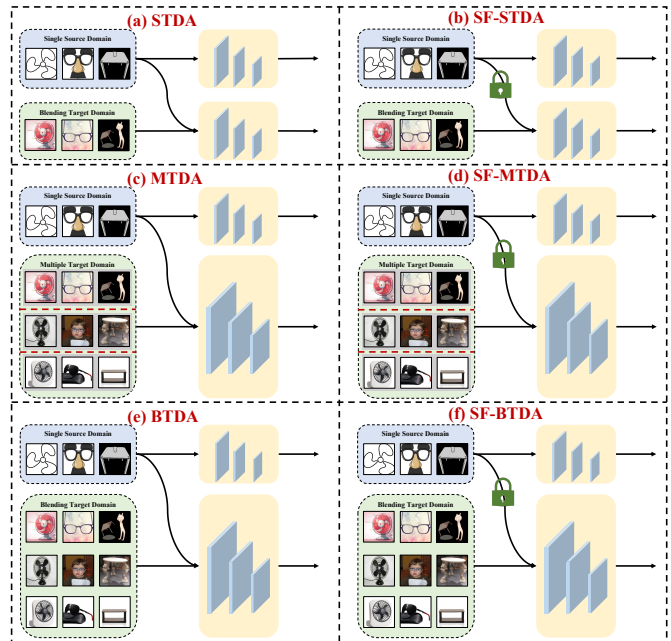 (a) STDA
Single Source Domain
Blending Target Domain
(b) SF-STDA
Single Source Domain
Blending Target Domain
(c) MTDA
Single Source Domain
Multiple Target Domain
(d) SF-MTDA
Single Source Domain
Multiple Target Domain
(e) BTDA
Single Source Domain
Blending Target Domain
(f) SF-BTDA
Single Source Domain
Blending Target Domain